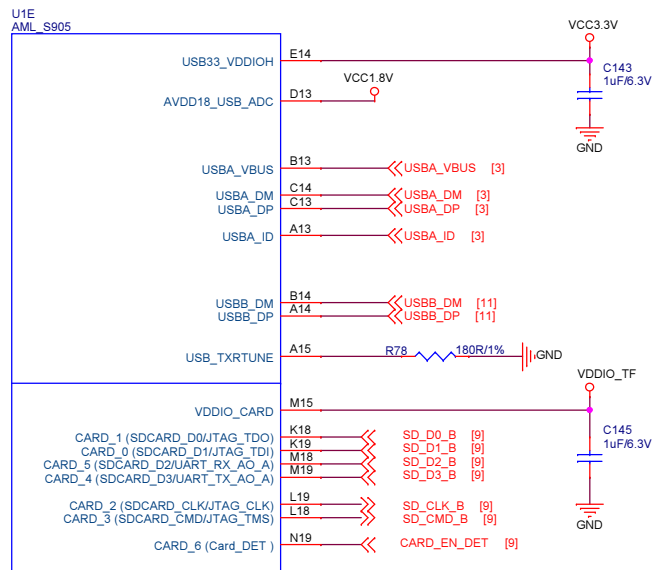 U1E
AML_S905
VCC3.3V
USB33_VDDIOH E14
C143
1uF/6.3V
VCC1.8V
AVDD18_USB_ADC D13
GND
USBA_VBUS B13 USBA_VBUS [3]
USBA_DM C14 USBA_DM [3]
USBA_DP C13 USBA_DP [3]
USBA_ID A13 USBA_ID [3]
USBB_DM B14 USBB_DM [11]
USBB_DP A14 USBB_DP [11]
USB_TXRTUNE A15 R78 180R/1% GND
VDDIO_TF
VDDIO_CARD M15
C145
1uF/6.3V
CARD_1 (SDCARD_D0/JTAG_TDO) K18 SD_D0_B [9]
CARD_0 (SDCARD_D1/JTAG_TDI) K19 SD_D1_B [9]
CARD_5 (SDCARD_D2/UART_RX_AO_A) M18 SD_D2_B [9]
CARD_4 (SDCARD_D3/UART_TX_AO_A) M19 SD_D3_B [9]
CARD_2 (SDCARD_CLK/JTAG_CLK) L19 SD_CLK_B [9]
CARD_3 (SDCARD_CMD/JTAG_TMS) L18 SD_CMD_B [9]
GND
CARD_6 (Card_DET ) N19 CARD_EN_DET [9]